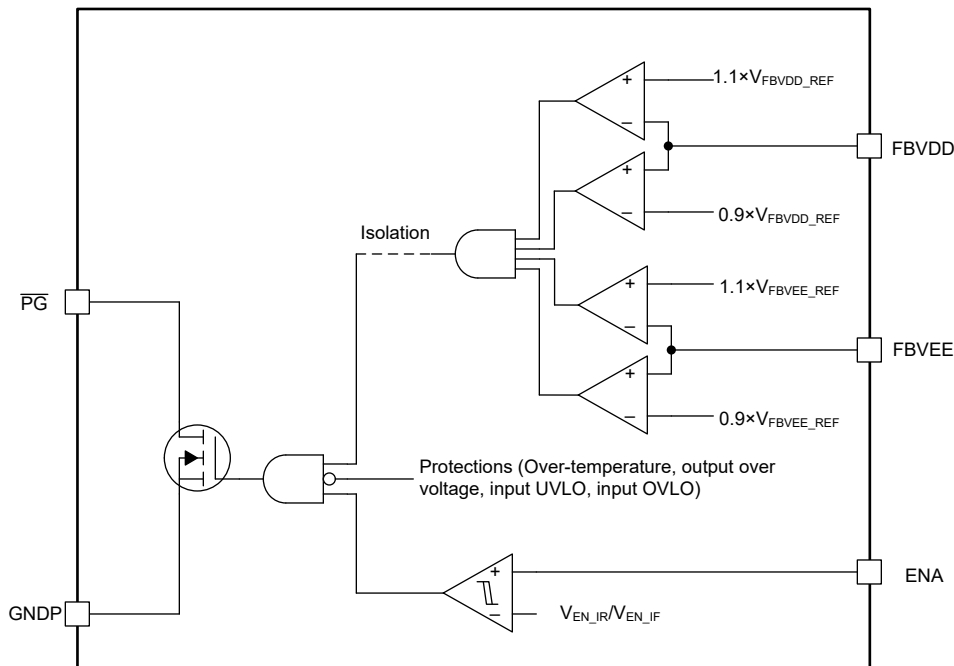 1.1×VFBVDD_REF
+
−
FBVDD
+
−
0.9×VFBVDD_REF
Isolation
+
1.1×VFBVEE_REF
−
PG
FBVEE
+
−
0.9×VFBVEE_REF
Protections (Over-temperature, output over
voltage, input UVLO, input OVLO)
+
ENA
−
VEN_IR/VEN_IF
GNDP